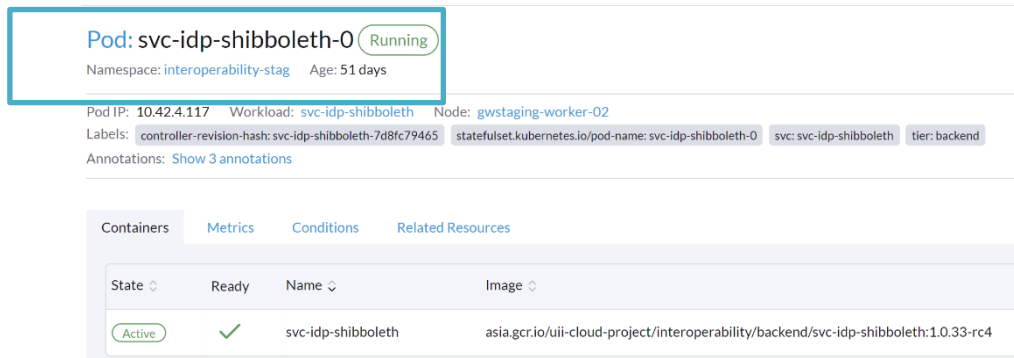 Pod: svc-idp-shibboleth-0 Running
Namespace: interoperability-stag Age: 51 days
Pod IP: 10.42.4.117 Workload: svc-idp-shibboleth Node: gwstaging-worker-02
Labels: controller-revision-hash: svc-idp-shibboleth-7d8fc79465 statefulset.kubernetes.io/pod-name: svc-idp-shibboleth-0 svc: svc-idp-shibboleth tier: backend
Annotations: Show 3 annotations
Containers Metrics Conditions Related Resources
State Ready Name Image
Active svc-idp-shibboleth asia.gcr.io/uii-cloud-project/interoperability/backend/svc-idp-shibboleth:1.0.33-rc4